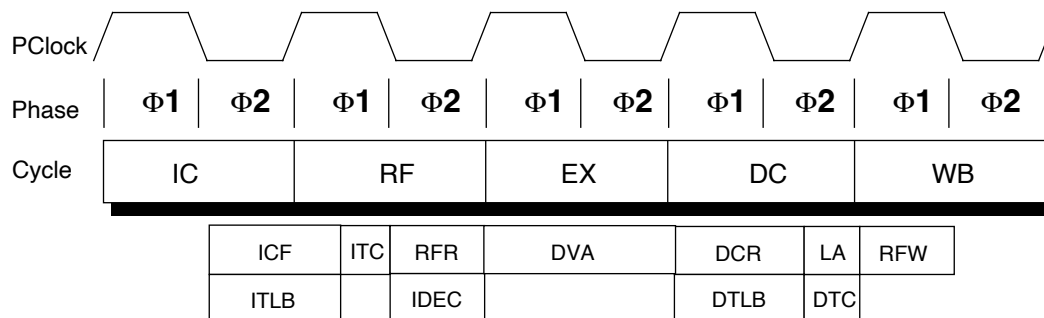 PClock
Phase Φ1 Φ2 Φ1 Φ2 Φ1 Φ2 Φ1 Φ2 Φ1 Φ2
Cycle IC RF EX DC WB
ICF ITC RFR DVA DCR LA RFW
ITLB IDEC DTLB DTC